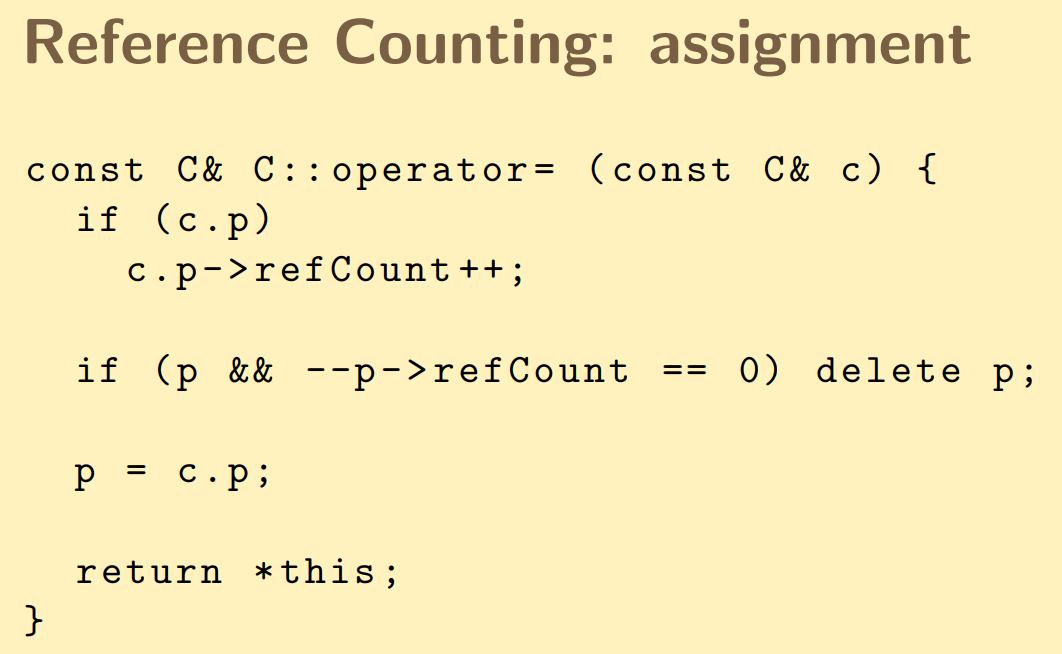 Reference Counting: assignment
const C& C::operator= (const C& c) {
if (c.p)
c.p->refCount++;
if (p && --p->refCount == 0) delete p;
p = c.p;
return *this;
}